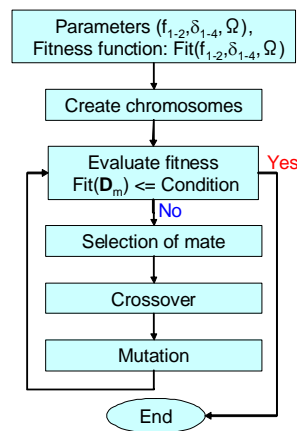 Parameters (f₁₋₂,δ₁₋₄,Ω),
Fitness function: Fit(f₁₋₂,δ₁₋₄,Ω)
Create chromosomes
Evaluate fitness
Fit(Dₘ) <= Condition
Yes
No
Selection of mate
Crossover
Mutation
End